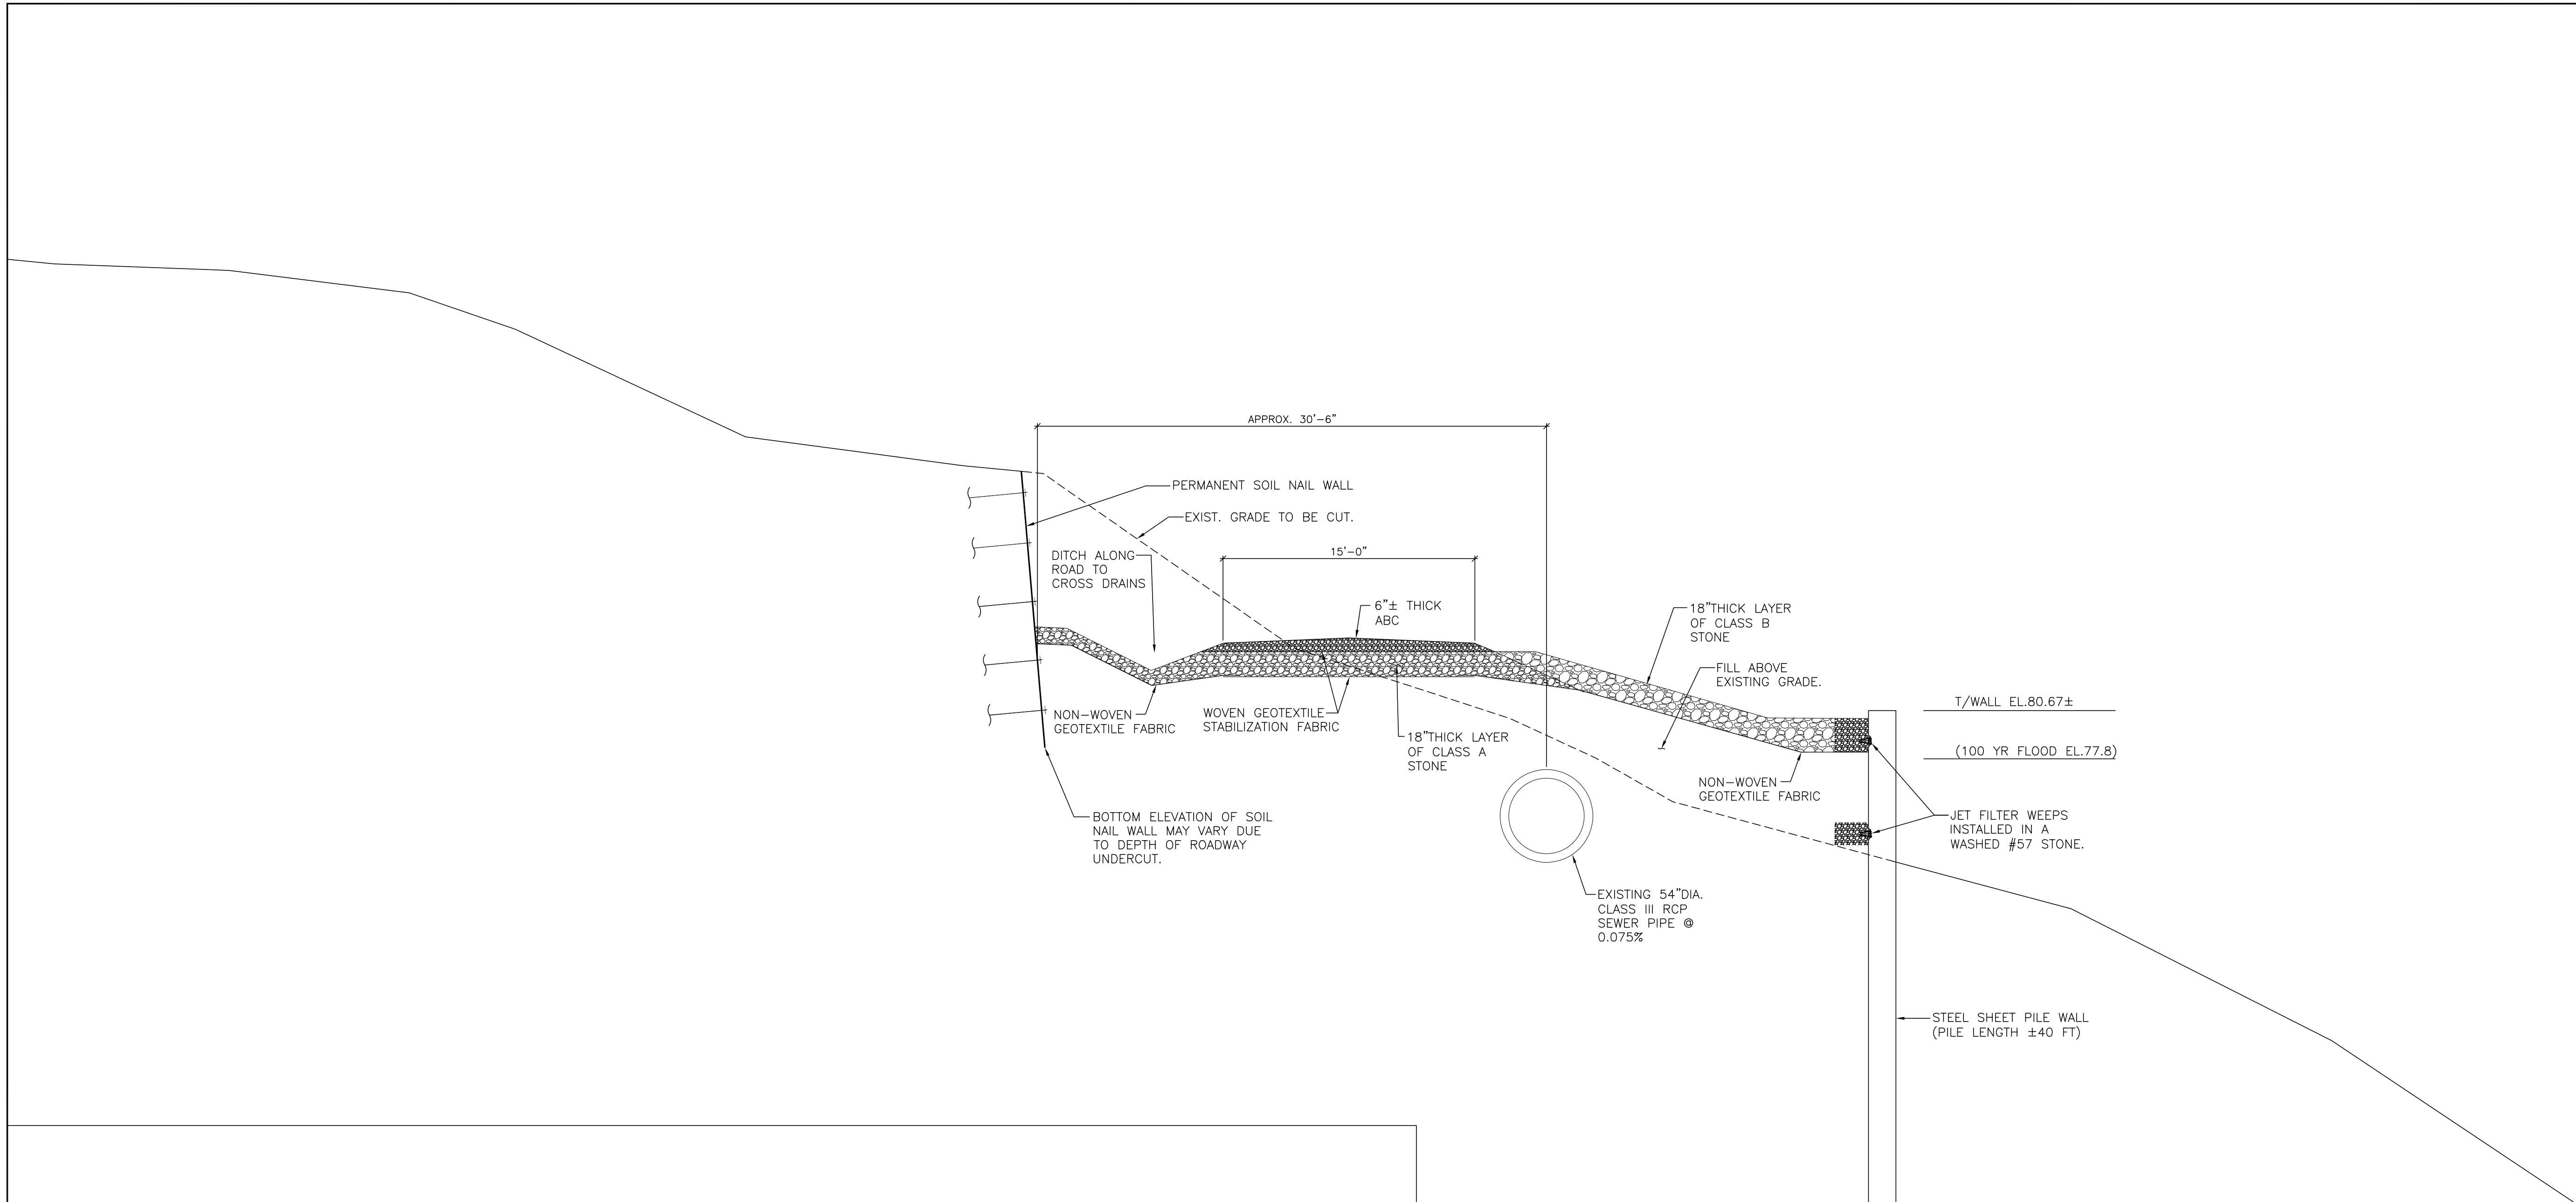 APPROX. 30'-6"
PERMANENT SOIL NAIL WALL
EXIST. GRADE TO BE CUT.
DITCH ALONG
ROAD TO
CROSS DRAINS
15'-0"
6"± THICK
ABC
18"THICK LAYER
OF CLASS B
STONE
FILL ABOVE
EXISTING GRADE.
T/WALL EL.80.67±
(100 YR FLOOD EL.77.8)
NON-WOVEN
GEOTEXTILE FABRIC
WOVEN GEOTEXTILE
STABILIZATION FABRIC
18"THICK LAYER
OF CLASS A
STONE
NON-WOVEN
GEOTEXTILE FABRIC
BOTTOM ELEVATION OF SOIL
NAIL WALL MAY VARY DUE
TO DEPTH OF ROADWAY
UNDERCUT.
JET FILTER WEEPS
INSTALLED IN A
WASHED #57 STONE.
EXISTING 54"DIA.
CLASS III RCP
SEWER PIPE @
0.075%
STEEL SHEET PILE WALL
(PILE LENGTH ±40 FT)